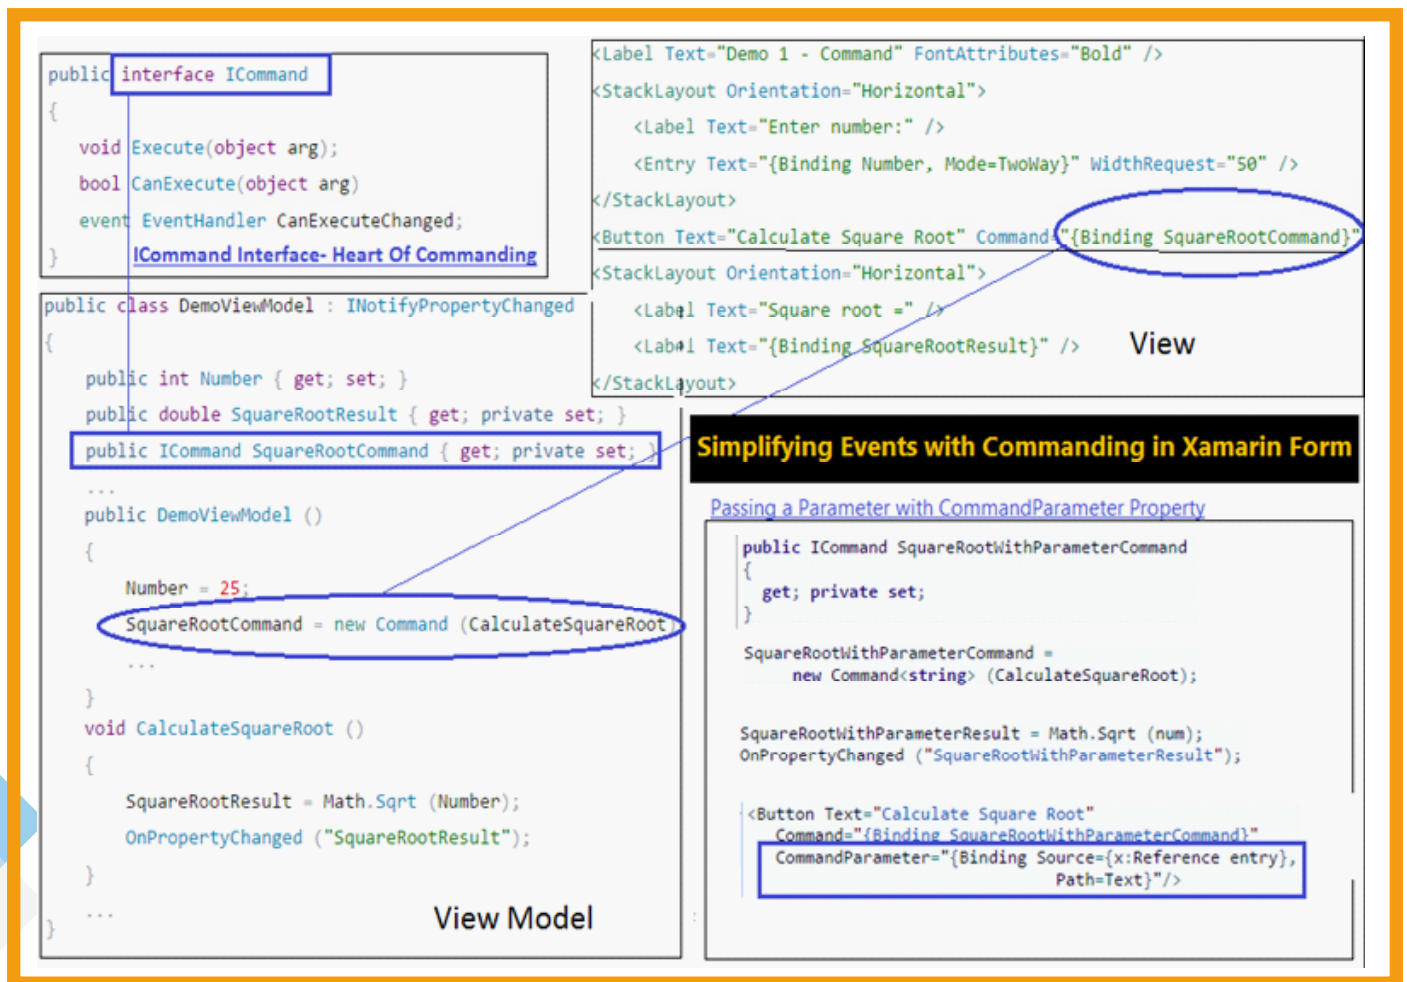 public interface ICommand
{
void Execute(object arg);
bool CanExecute(object arg)
event EventHandler CanExecuteChanged;
}
ICommand Interface- Heart Of Commanding
<Label Text="Demo 1 - Command" FontAttributes="Bold" />
<StackLayout Orientation="Horizontal">
<Label Text="Enter number:" />
<Entry Text="{Binding Number, Mode=TwoWay}" WidthRequest="50" />
</StackLayout>
<Button Text="Calculate Square Root" Command="{Binding SquareRootCommand}"
<StackLayout Orientation="Horizontal">
<Label Text="Square root =" />
<Label Text="{Binding SquareRootResult}" />
</StackLayout>
View
public class DemoViewModel : INotifyPropertyChanged
{
public int Number { get; set; }
public double SquareRootResult { get; private set; }
public ICommand SquareRootCommand { get; private set; }
...
public DemoViewModel ()
{
Number = 25;
SquareRootCommand = new Command (CalculateSquareRoot)
...
}
void CalculateSquareRoot ()
{
SquareRootResult = Math.Sqrt (Number);
OnPropertyChanged ("SquareRootResult");
}
...
}
View Model
Simplifying Events with Commanding in Xamarin Form
Passing a Parameter with CommandParameter Property
public ICommand SquareRootWithParameterCommand
{
get; private set;
}
SquareRootWithParameterCommand =
new Command<string> (CalculateSquareRoot);
SquareRootWithParameterResult = Math.Sqrt (num);
OnPropertyChanged ("SquareRootWithParameterResult");
<Button Text="Calculate Square Root"
Command="{Binding SquareRootWithParameterCommand}"
CommandParameter="{Binding Source={x:Reference entry},
Path=Text}"/>